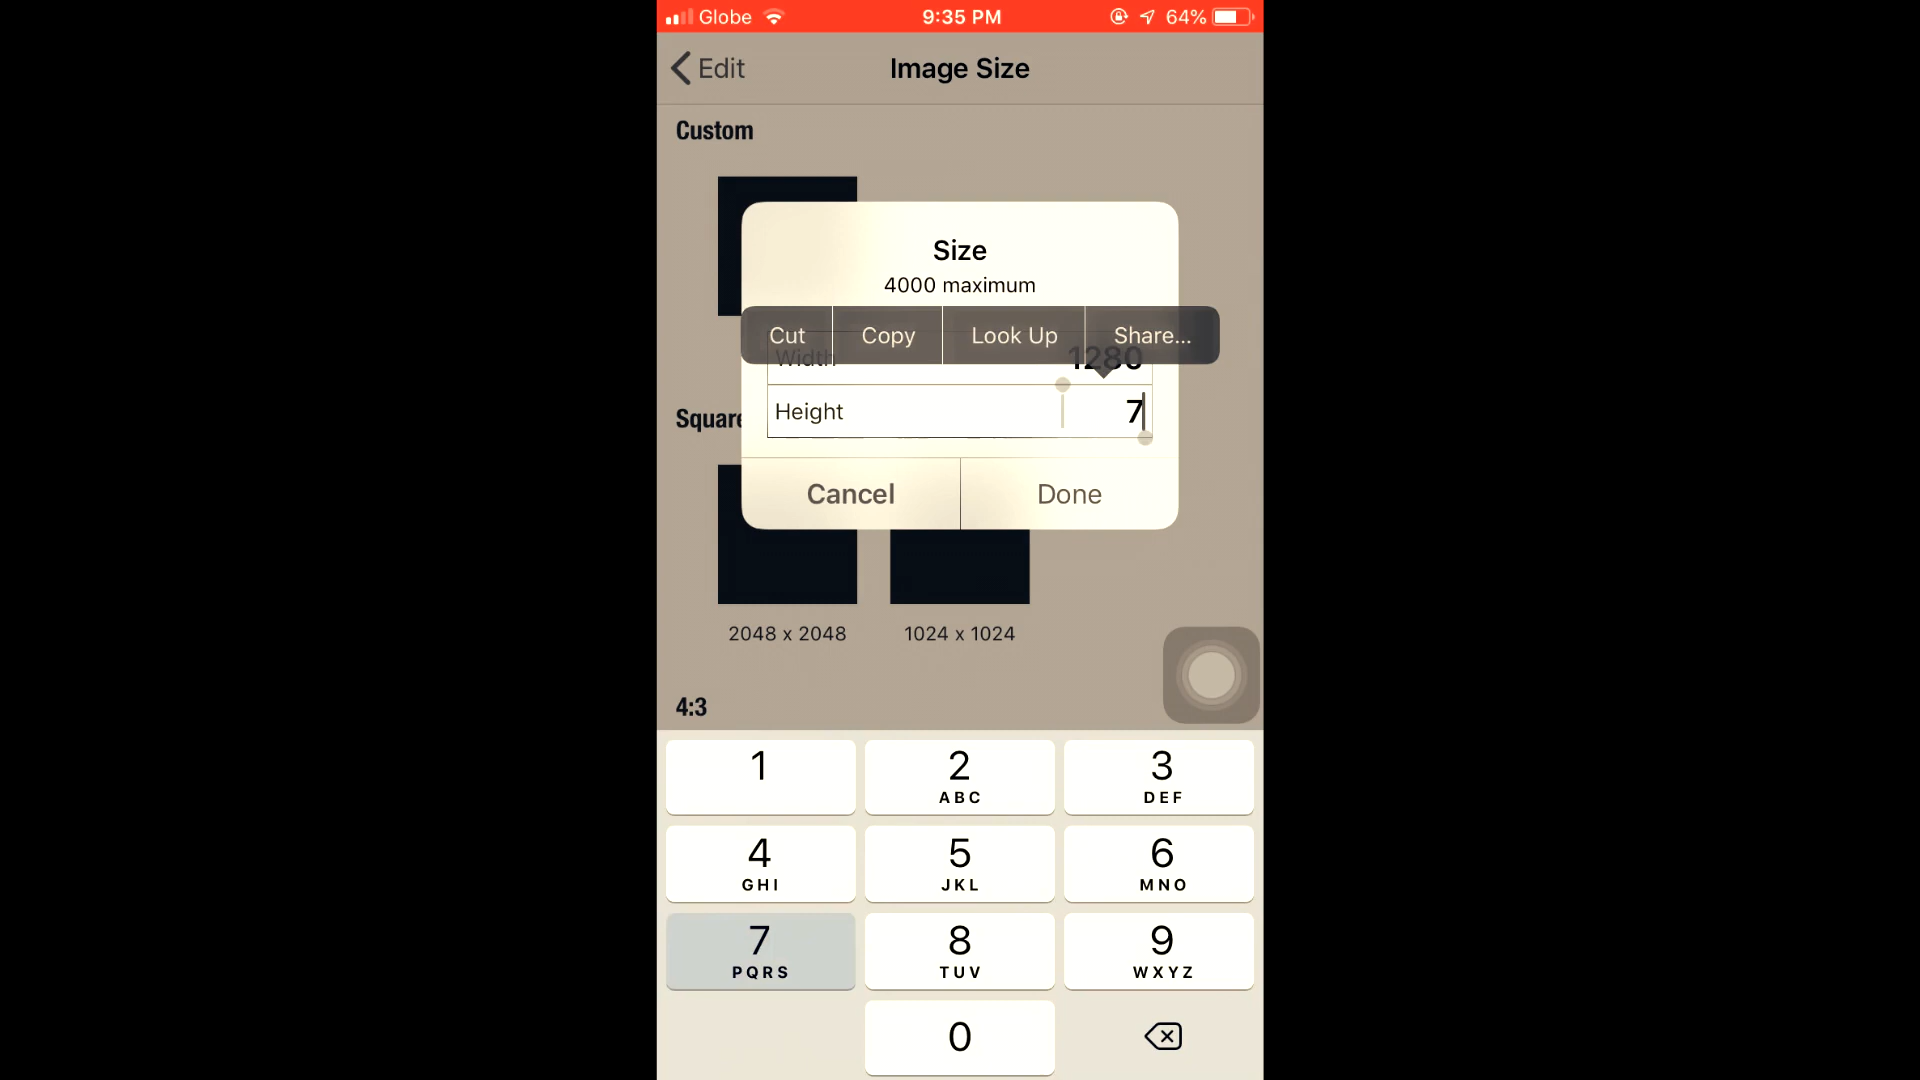 Globe 9:35 PM 64%
Edit Image Size
Custom
Size
4000 maximum
Cut Copy Look Up Share...
Width 1280
Height 7
Square
Cancel Done
2048 x 2048 1024 x 1024
4:3
1 2 3
ABC DEF
4 5 6
GHI JKL MNO
7 8 9
PQRS TUV WXYZ
0